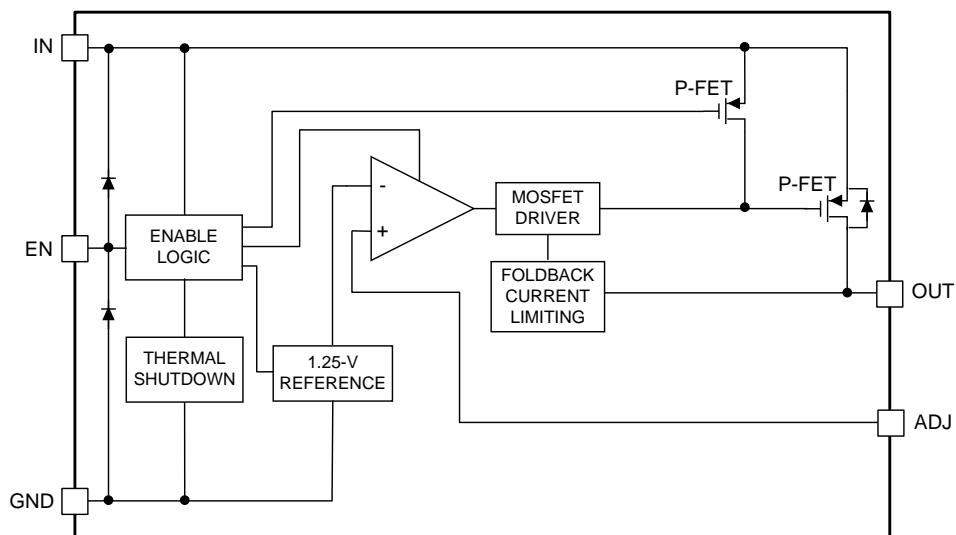 IN
P-FET
P-FET
-
+
MOSFET
DRIVER
EN
ENABLE
LOGIC
FOLDBACK
CURRENT
LIMITING
OUT
THERMAL
SHUTDOWN
1.25-V
REFERENCE
ADJ
GND